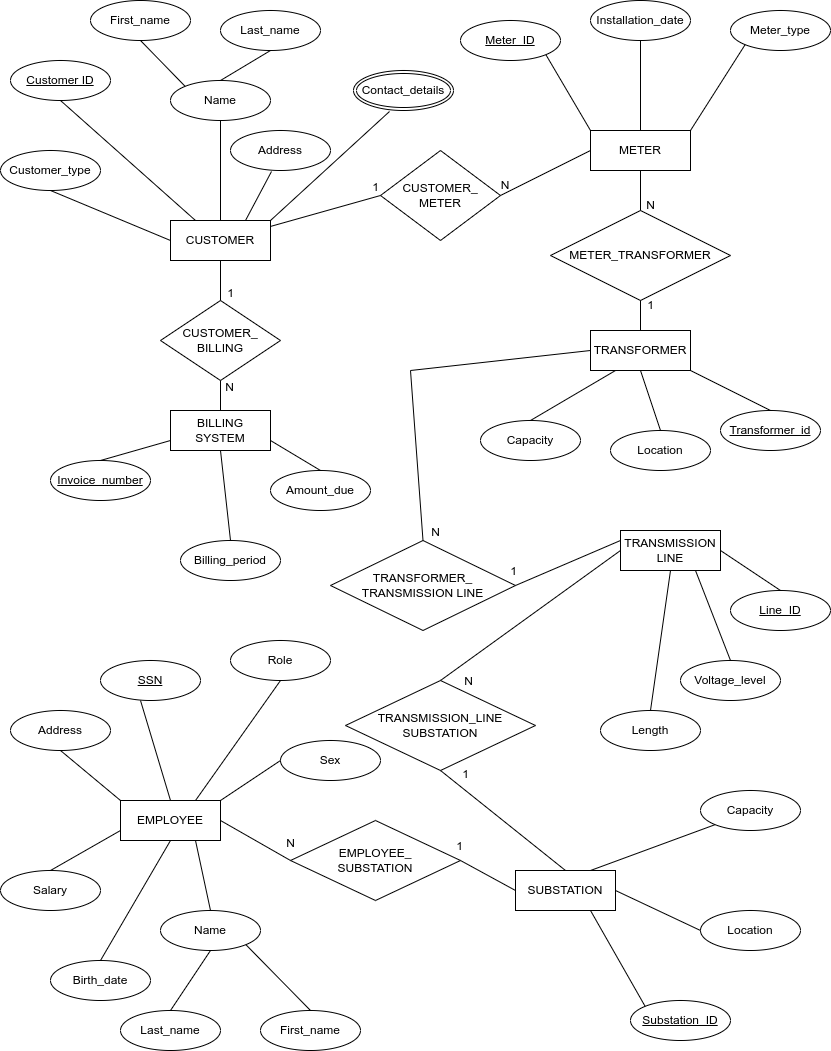 First_name
Last_name
Meter_ID
Installation_date
Meter_type
Customer ID
Name
Contact_details
Customer_type
Address
METER
1
CUSTOMER_
METER
N
CUSTOMER
N
METER_TRANSFORMER
1
1
CUSTOMER_
BILLING
N
TRANSFORMER
BILLING
SYSTEM
Capacity
Location
Transformer_id
Invoice_number
Amount_due
Billing_period
N
TRANSFORMER_
TRANSMISSION LINE
1
TRANSMISSION
LINE
Line_ID
Voltage_level
Length
N
TRANSMISSION_LINE
SUBSTATION
1
SSN
Role
Address
Sex
EMPLOYEE
N
EMPLOYEE_
SUBSTATION
1
SUBSTATION
Capacity
Location
Substation_ID
Salary
Name
Birth_date
Last_name
First_name